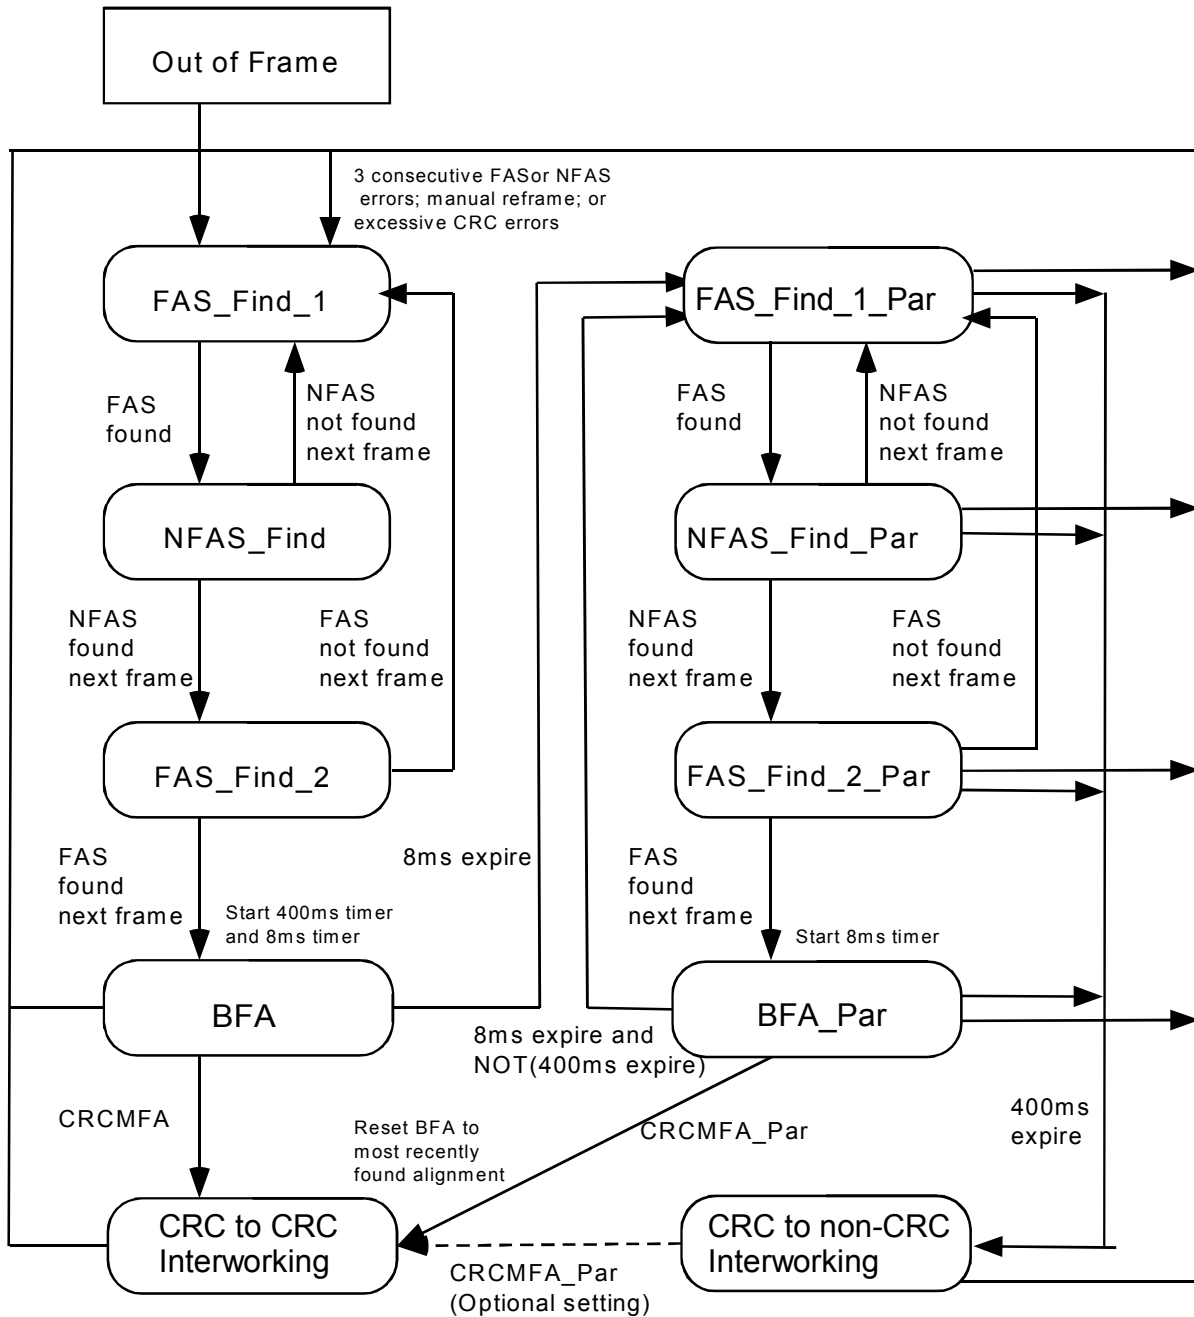 Out of Frame
3 consecutive FASor NFAS
errors; manual reframe; or
excessive CRC errors
FAS_Find_1
FAS_Find_1_Par
FAS
found
NFAS
not found
next frame
FAS
found
NFAS
not found
next frame
NFAS_Find
NFAS_Find_Par
NFAS
found
next frame
FAS
not found
next frame
NFAS
found
next frame
FAS
not found
next frame
FAS_Find_2
FAS_Find_2_Par
FAS
found
next frame
8ms expire
FAS
found
next frame
Start 400ms timer
and 8ms timer
Start 8ms timer
BFA
BFA_Par
8ms expire and
NOT(400ms expire)
CRCMFA
Reset BFA to
most recently
found alignment
CRCMFA_Par
400ms
expire
CRC to CRC
Interworking
CRC to non-CRC
Interworking
CRCMFA_Par
(Optional setting)